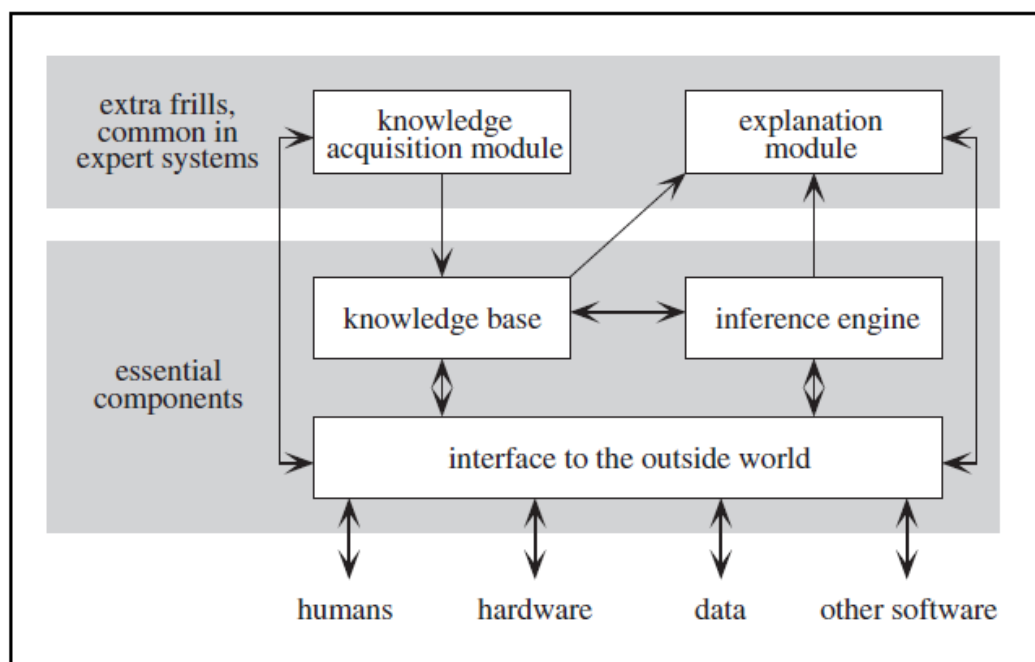 extra frills,
common in
expert systems
knowledge
acquisition module
explanation
module
essential
components
knowledge base
inference engine
interface to the outside world
humans
hardware
data
other software